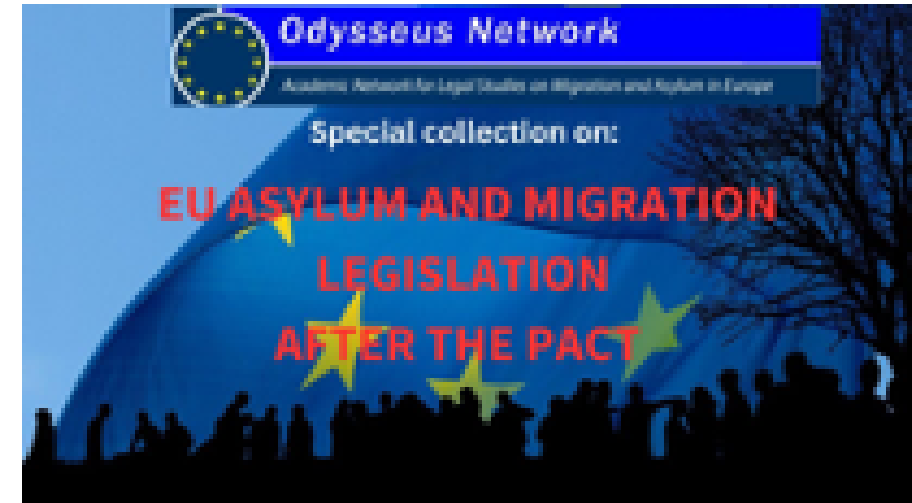 Odysseus Network
Academic Network for Legal Studies on Migration and Asylum in Europe
Special collection on:
EU ASYLUM AND MIGRATION
LEGISLATION
AFTER THE PACT